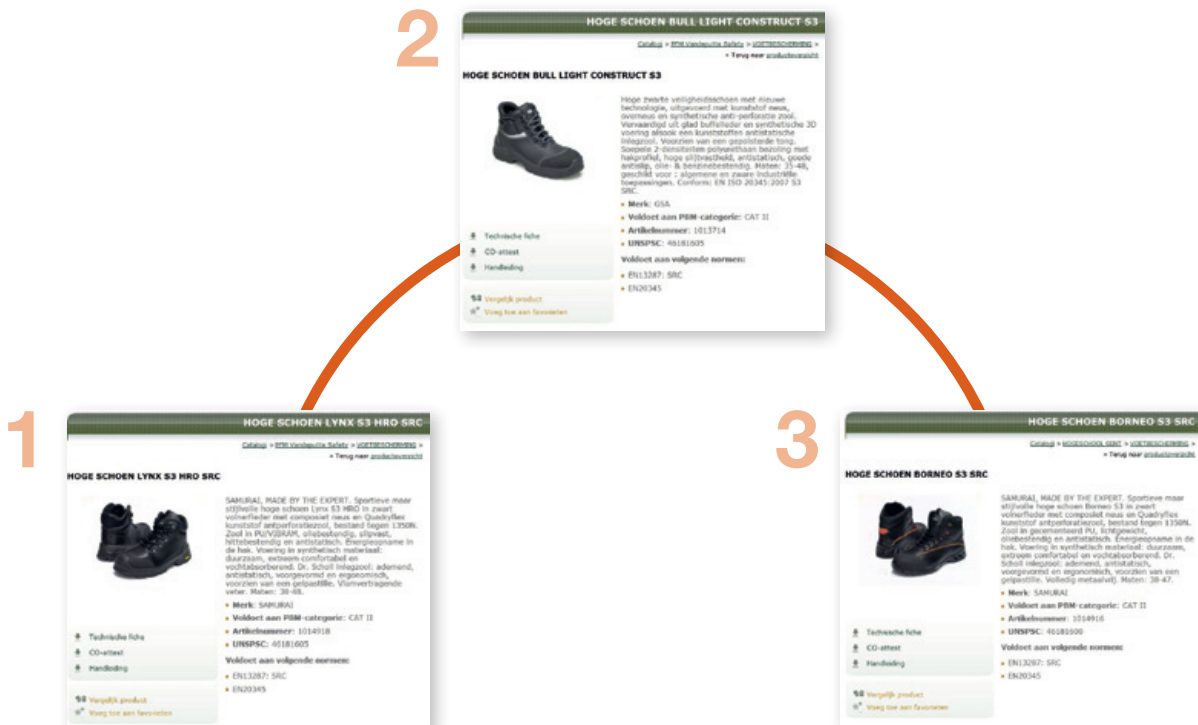 2
HOGE SCHOEN BULL LIGHT CONSTRUCT S3
Catalogi » PFM Vandeputte Safety » VOETBESCHERMING »
» Terug naar productoverzicht
HOGE SCHOEN BULL LIGHT CONSTRUCT S3
Hoge zwarte veiligheidsschoen met nieuwe
technologie, uitgevoerd met kunststof neus,
overneus en synthetische anti-perforatie zool.
Vervaardigd uit glad buffelleder en synthetische 3D
voering alsook een kunststoffen antistatische
inlegzool. Voorzien van een gepolsterde tong.
Soepele 2-densiteiten polyurethaan bezoling met
hakprofiel, hoge slijtvastheid, antistatisch, goede
antislip, olie- & benzinebestendig. Maten: 35-48,
geschikt voor : algemene en zware industriële
toepassingen. Conform: EN ISO 20345:2007 S3
SRC.
Merk: GSA
Voldoet aan PBM-categorie: CAT II
Artikelnummer: 1013714
UNSPSC: 46181605
Voldoet aan volgende normen:
EN13287: SRC
EN20345
Technische fiche
CO-attest
Handleiding
Vergelijk product
Voeg toe aan favorieten
1
HOGE SCHOEN LYNX S3 HRO SRC
Catalogi » PFM Vandeputte Safety » VOETBESCHERMING »
» Terug naar productoverzicht
HOGE SCHOEN LYNX S3 HRO SRC
SAMURAI, MADE BY THE EXPERT. Sportieve maar
stijlvolle hoge schoen Lynx S3 HRO in zwart
volnerfleder met composiet neus en Quadryflex
kunststof antiperforatiezool, bestand tegen 1350N.
Zool in PU/VIBRAM, oliebestendig, slipvast,
hittebestendig en antistatisch. Energieopname in
de hak. Voering in synthetisch materiaal:
duurzaam, extreem comfortabel en
vochtabsorberend. Dr. Scholl inlegzool: ademend,
antistatisch, voorgevormd en ergonomisch,
voorzien van een gelpastille. Vlamvertragende
veter. Maten: 38-48.
Merk: SAMURAI
Voldoet aan PBM-categorie: CAT II
Artikelnummer: 1014918
UNSPSC: 46181605
Voldoet aan volgende normen:
EN13287: SRC
EN20345
Technische fiche
CO-attest
Handleiding
Vergelijk product
Voeg toe aan favorieten
3
HOGE SCHOEN BORNEO S3 SRC
Catalogi » HOGESCHOOL GENT » VOETBESCHERMING »
» Terug naar productoverzicht
HOGE SCHOEN BORNEO S3 SRC
SAMURAI, MADE BY THE EXPERT. Sportieve maar
stijlvolle hoge schoen Borneo S3 in zwart
volnerfleder met composiet neus en Quadryflex
kunststof antiperforatiezool, bestand tegen 1350N.
Zool in gecementeerd PU, lichtgewicht,
oliebestendig en antistatisch. Energieopname in de
hak. Voering in synthetisch materiaal: duurzaam,
extreem comfortabel en vochtabsorberend. Dr.
Scholl inlegzool: ademend, antistatisch,
voorgevormd en ergonomisch, voorzien van een
gelpastille. Volledig metaalvrij. Maten: 38-47.
Merk: SAMURAI
Voldoet aan PBM-categorie: CAT II
Artikelnummer: 1014916
UNSPSC: 46181600
Voldoet aan volgende normen:
EN13287: SRC
EN20345
Technische fiche
CO-attest
Handleiding
Vergelijk product
Voeg toe aan favorieten